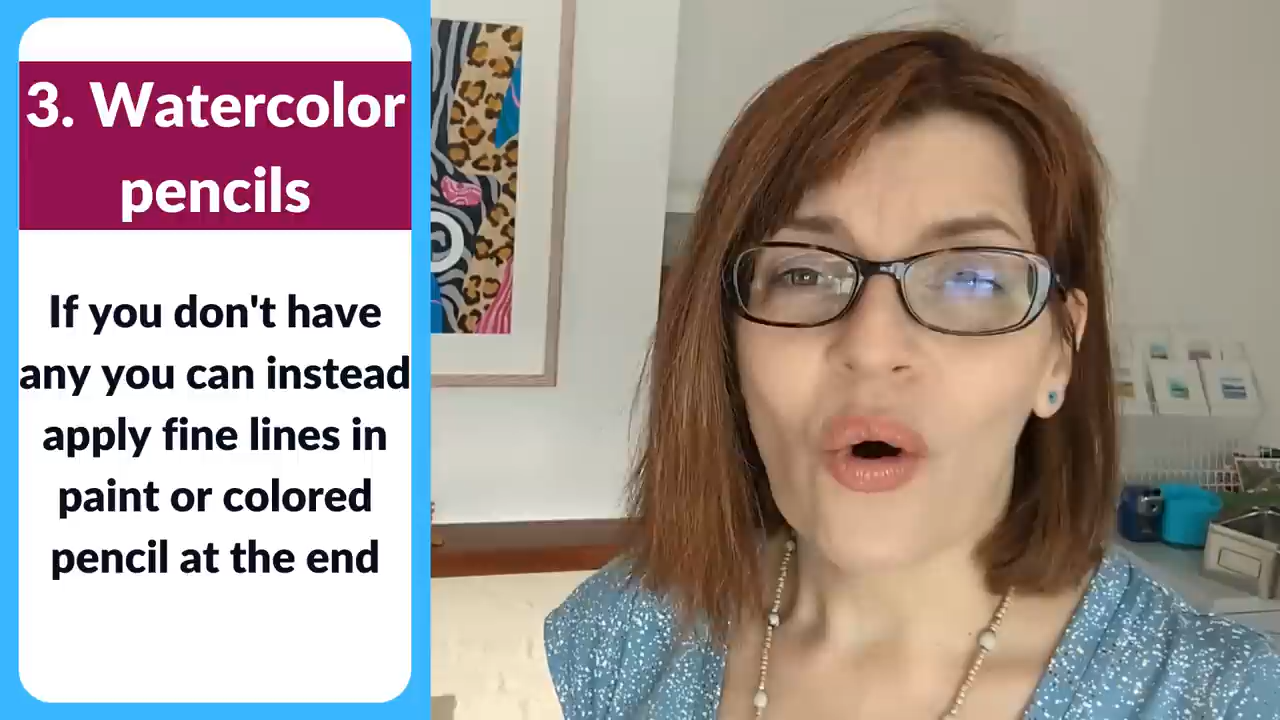 3. Watercolor
pencils
If you don't have
any you can instead
apply fine lines in
paint or colored
pencil at the end